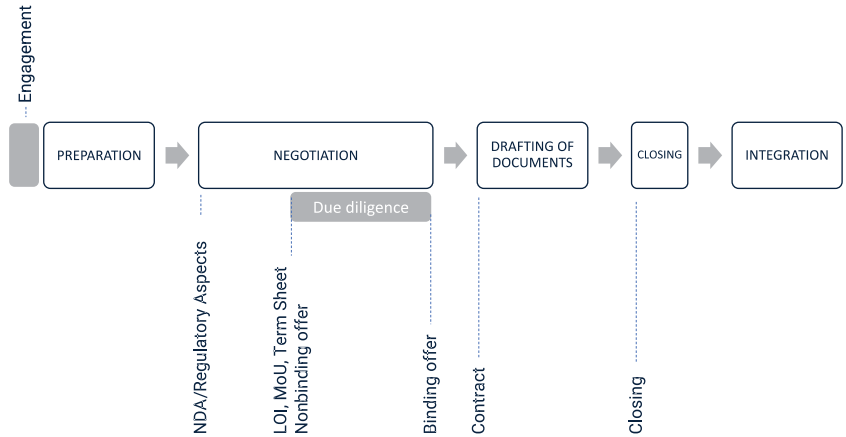 Engagement
PREPARATION
NEGOTIATION
DRAFTING OF
DOCUMENTS
CLOSING
INTEGRATION
Due diligence
NDA/Regulatory Aspects
LOI, MoU, Term Sheet
Nonbinding offer
Binding offer
Contract
Closing